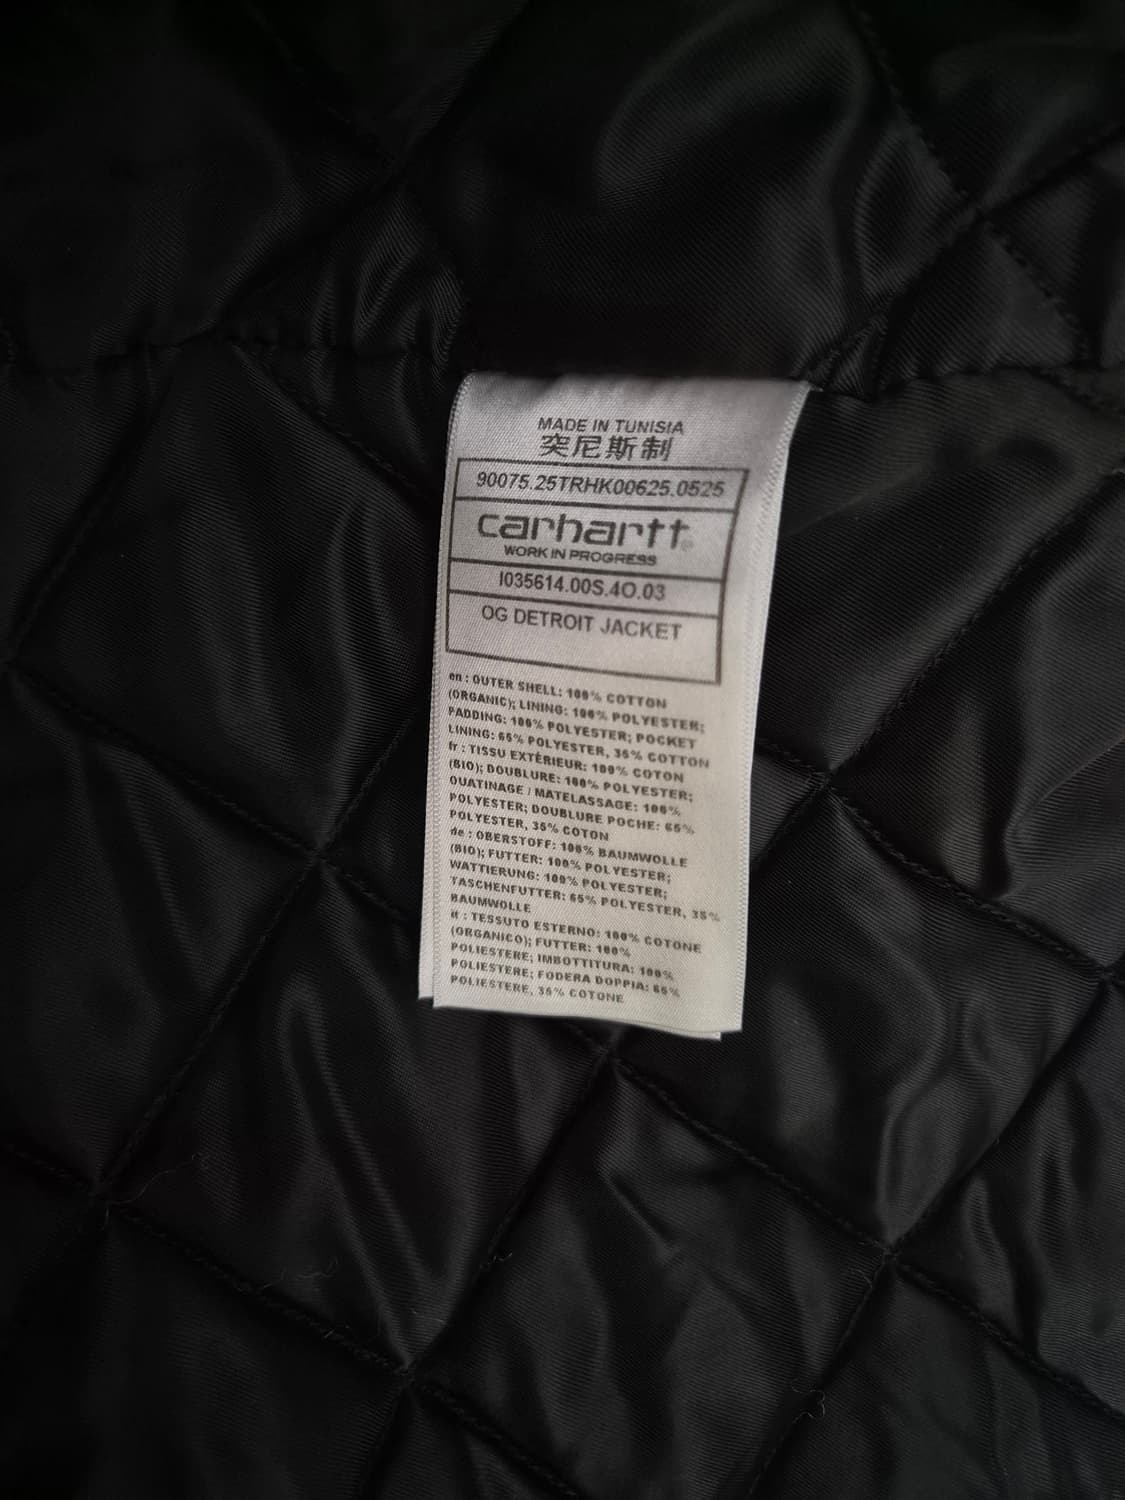 MADE IN TUNISIA
突尼斯制
90075.25TRHK00625.0525
carhartt®
WORK IN PROGRESS
I035614.00S.4O.03
OG DETROIT JACKET
en : OUTER SHELL: 100% COTTON
(ORGANIC); LINING: 100% POLYESTER;
PADDING: 100% POLYESTER; POCKET
LINING: 65% POLYESTER, 35% COTTON
fr : TISSU EXTÉRIEUR: 100% COTON
(BIO); DOUBLURE: 100% POLYESTER;
OUATINAGE / MATELASSAGE: 100%
POLYESTER; DOUBLURE POCHE: 65%
POLYESTER, 35% COTON
de : OBERSTOFF: 100% BAUMWOLLE
(BIO); FUTTER: 100% POLYESTER;
WATTIERUNG: 100% POLYESTER;
TASCHENFUTTER: 65% POLYESTER, 35%
BAUMWOLLE
it : TESSUTO ESTERNO: 100% COTONE
(ORGANICO); FUTTER: 100%
POLIESTERE; IMBOTTITURA: 100%
POLIESTERE; FODERA DOPPIA: 65%
POLIESTERE, 35% COTONE